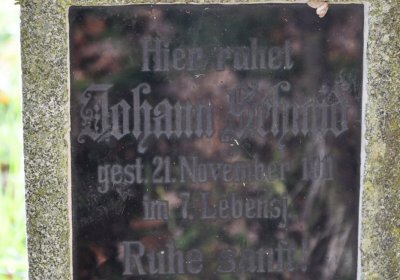 Hier ruhet
Johann Schmid
gest. 21. November
im 7. Lebensj.
Ruhe sanft!